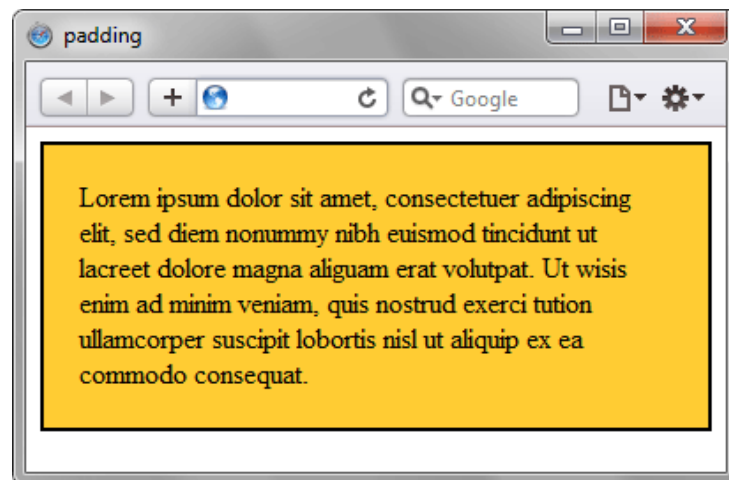 padding
Google
Lorem ipsum dolor sit amet, consectetuer adipiscing
elit, sed diem nonummy nibh euismod tincidunt ut
lacreet dolore magna aliguam erat volutpat. Ut wisis
enim ad minim veniam, quis nostrud exerci tution
ullamcorper suscipit lobortis nisl ut aliquip ex ea
commodo consequat.